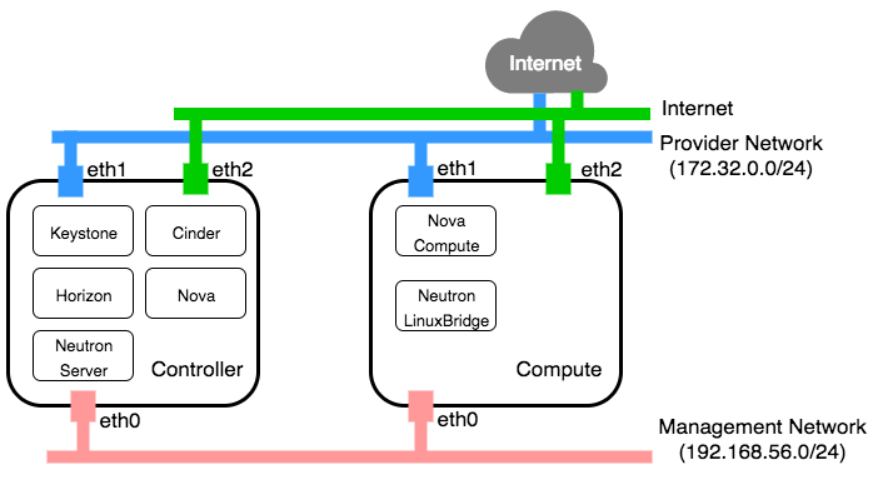 Internet
Internet
Provider Network
(172.32.0.0/24)
eth1
eth2
eth1
eth2
Keystone
Cinder
Horizon
Nova
Neutron
Server
Controller
Nova
Compute
Neutron
LinuxBridge
Compute
eth0
eth0
Management Network
(192.168.56.0/24)